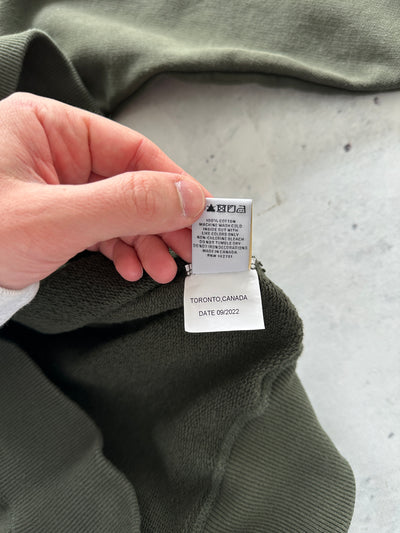 100% COTTON
MACHINE WASH COLD
INSIDE OUT WITH
LIKE COLORS ONLY
NON-CHLORINE BLEACH
DO NOT TUMBLE DRY
DO NOT IRON DECORATIONS
MADE IN CANADA
TORONTO,CANADA
DATE 09/2022